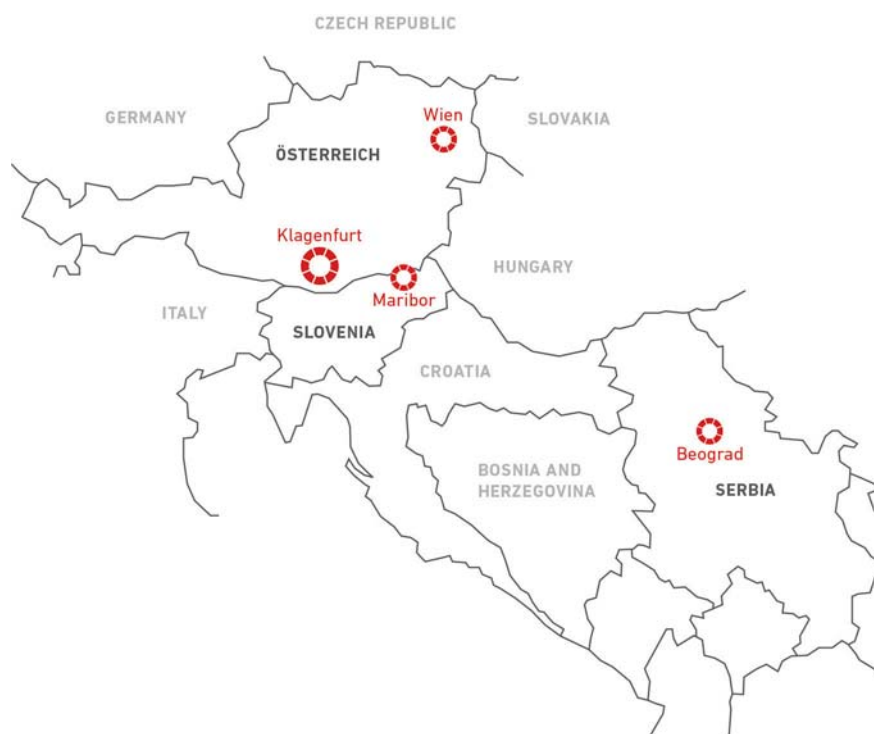 CZECH REPUBLIC
GERMANY
Wien
SLOVAKIA
ÖSTERREICH
Klagenfurt
HUNGARY
Maribor
ITALY
SLOVENIA
CROATIA
Beograd
BOSNIA AND
HERZEGOVINA
SERBIA